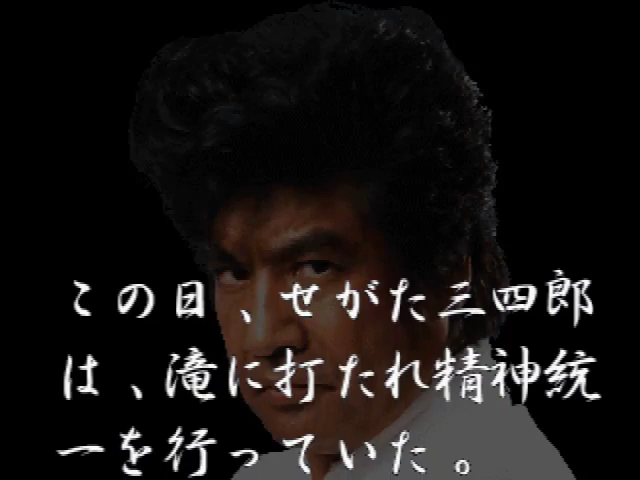 この日、せがた三四郎
は、滝に打たれ精神統
一を行っていた。